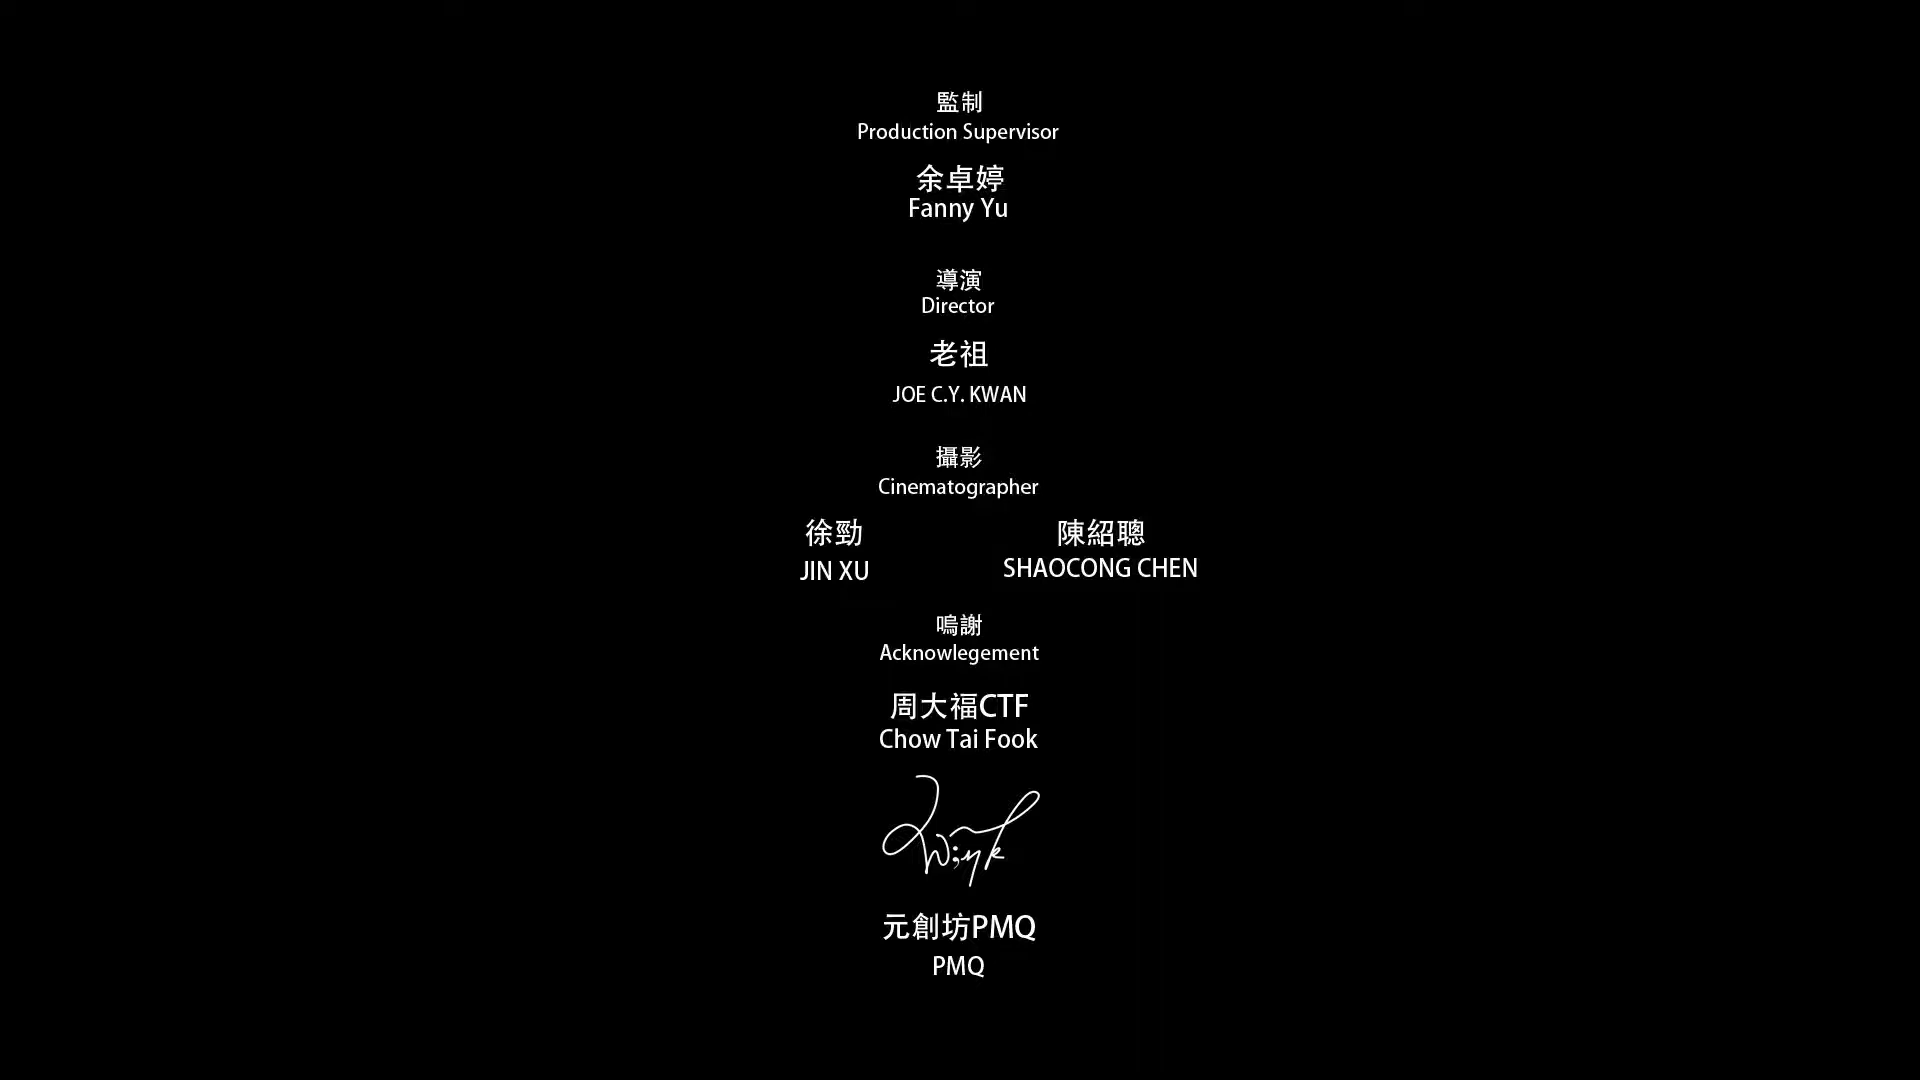 監制
Production Supervisor
余卓婷
Fanny Yu
導演
Director
老祖
JOE C.Y. KWAN
攝影
Cinematographer
徐勁 陳紹聰
JIN XU SHAOCONG CHEN
鳴謝
Acknowlegement
周大福CTF
Chow Tai Fook
W;nk
元創坊PMQ
PMQ